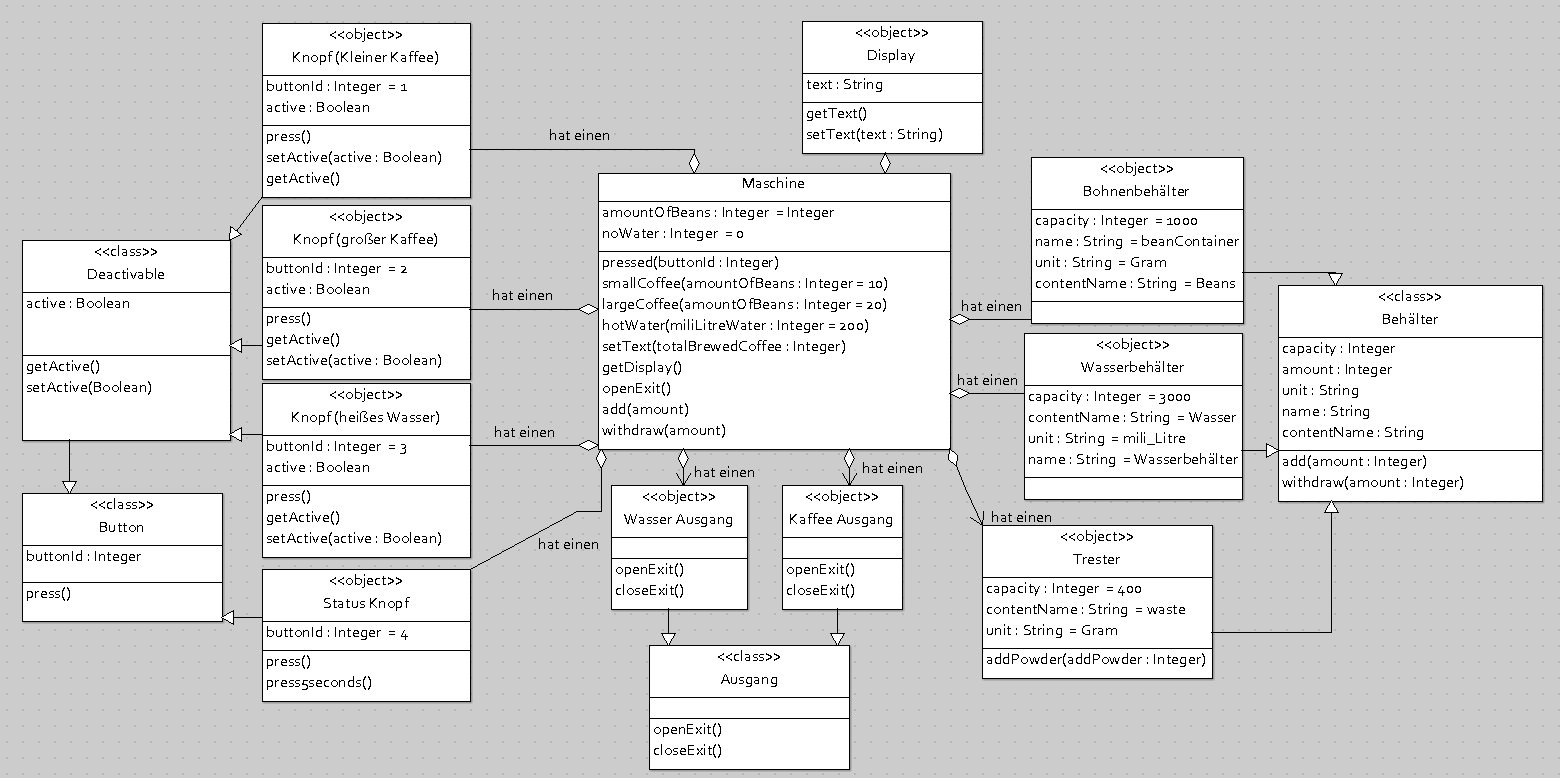 <<object>>
Knopf (Kleiner Kaffee)
buttonId : Integer = 1
active : Boolean
press()
setActive(active : Boolean)
getActive()
<<object>>
Display
text : String
getText()
setText(text : String)
hat einen
<<object>>
Knopf (großer Kaffee)
buttonId : Integer = 2
active : Boolean
press()
getActive()
setActive(active : Boolean)
hat einen
Maschine
amountOfBeans : Integer = Integer
noWater : Integer = 0
pressed(buttonId : Integer)
smallCoffee(amountOfBeans : Integer = 10)
largeCoffee(amountOfBeans : Integer = 20)
hotWater(miliLitreWater : Integer = 200)
setText(totalBrewedCoffee : Integer)
getDisplay()
openExit()
add(amount)
withdraw(amount)
<<object>>
Bohnenbehälter
capacity : Integer = 1000
name : String = beanContainer
unit : String = Gram
contentName : String = Beans
hat einen
<<class>>
Deactivable
active : Boolean
getActive()
setActive(Boolean)
<<class>>
Behälter
capacity : Integer
amount : Integer
unit : String
name : String
contentName : String
add(amount : Integer)
withdraw(amount : Integer)
<<object>>
Wasserbehälter
capacity : Integer = 3000
contentName : String = Wasser
unit : String = mili_Litre
name : String = Wasserbehälter
hat einen
<<object>>
Knopf (heißes Wasser)
buttonId : Integer = 3
active : Boolean
press()
getActive()
setActive(active : Boolean)
hat einen
<<class>>
Button
buttonId : Integer
press()
hat einen
<<object>>
Wasser Ausgang
openExit()
closeExit()
hat einen
<<object>>
Kaffee Ausgang
openExit()
closeExit()
hat einen
hat einen
<<object>>
Trester
capacity : Integer = 400
contentName : String = waste
unit : String = Gram
addPowder(addPowder : Integer)
<<object>>
Status Knopf
buttonId : Integer = 4
press()
press5seconds()
<<class>>
Ausgang
openExit()
closeExit()